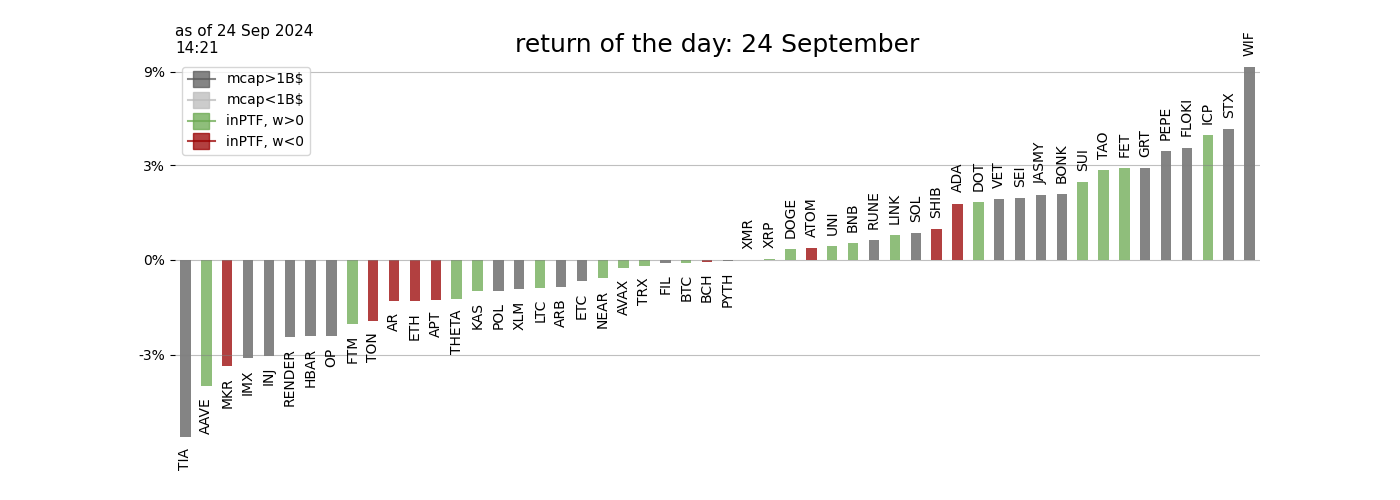 as of 24 Sep 2024
14:21
return of the day: 24 September
9%
3%
0%
-3%
mcap>1B$
mcap<1B$
inPTF, w>0
inPTF, w<0
TIA
AAVE
MKR
IMX
INJ
RENDER
HBAR
OP
FTM
TON
AR
ETH
APT
THETA
KAS
POL
XLM
LTC
ARB
ETC
NEAR
AVAX
TRX
FIL
BTC
BCH
PYTH
XMR
XRP
DOGE
ATOM
UNI
BNB
RUNE
LINK
SOL
SHIB
ADA
DOT
VET
SEI
JASMY
BONK
SUI
TAO
FET
GRT
PEPE
FLOKI
ICP
STX
WIF